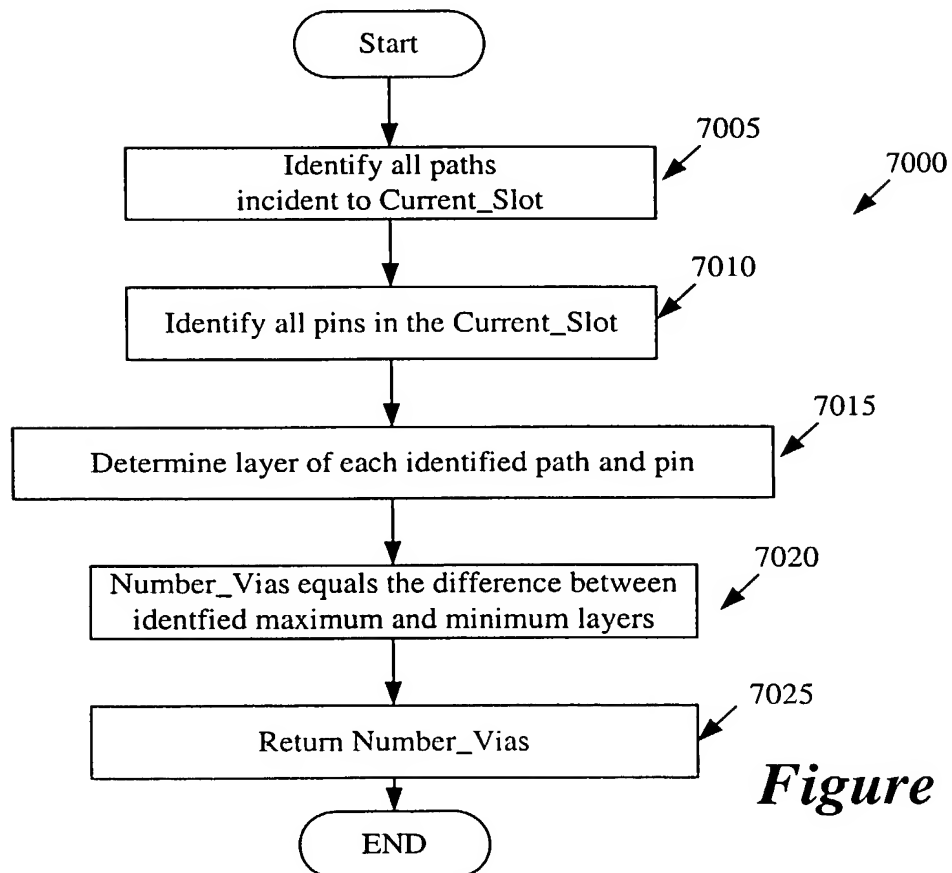 Start
7005
Identify all paths
incident to Current_Slot
7000
7010
Identify all pins in the Current_Slot
7015
Determine layer of each identified path and pin
7020
Number_Vias equals the difference between
identfied maximum and minimum layers
7025
Return Number_Vias
Figure
END